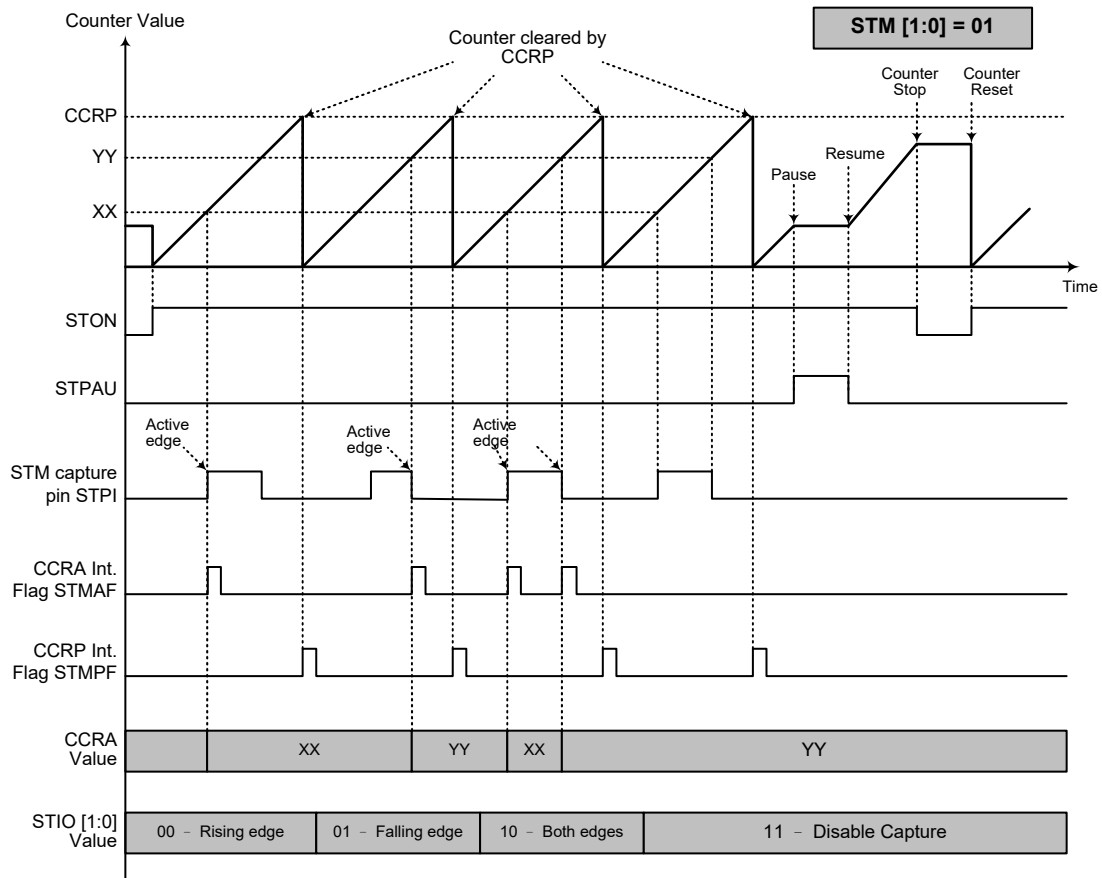 Counter Value
STM [1:0] = 01
Counter cleared by
CCRP
Counter
Stop
Counter
Reset
CCRP
YY
Resume
Pause
XX
Time
STON
STPAU
Active
edge
Active
edge
Active
edge
STM capture
pin STPI
CCRA Int.
Flag STMAF
CCRP Int.
Flag STMPF
CCRA
Value
XX
YY
XX
YY
STIO [1:0]
Value
00 – Rising edge
01 – Falling edge
10 – Both edges
11 – Disable Capture